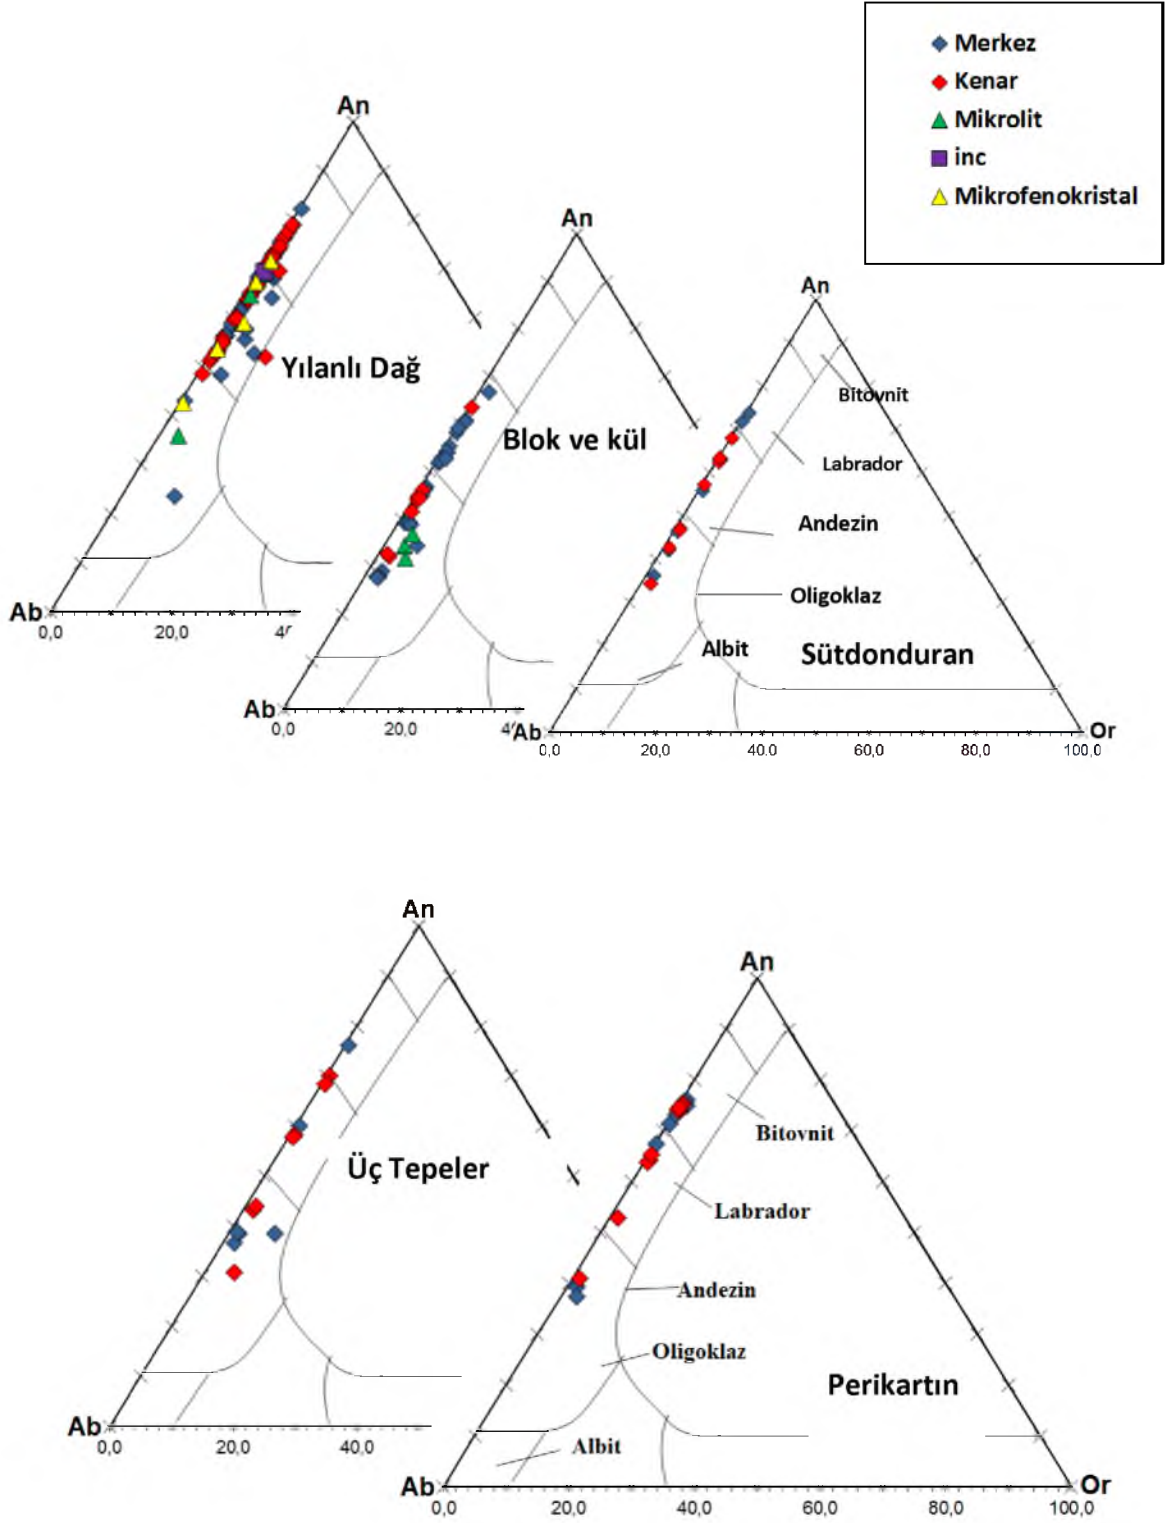 Merkez
Kenar
Mikrolit
inc
Mikrofenokristal
An
Yılanlı Dağ
Ab
0,0 20,0
An
Blok ve kül
Ab
0,0 20,0
An
Bitovnit
Labrador
Andezin
Oligoklaz
Albit
Sütdonduran
Ab Or
0,0 20,0 40.0 60,0 80,0 100,0
An
Üç Tepeler
Ab
0,0 20,0 40,0
An
Bitovnit
Labrador
Andezin
Oligoklaz
Perikartın
Albit
Ab Or
0,0 20,0 40,0 60,0 80,0 100,0